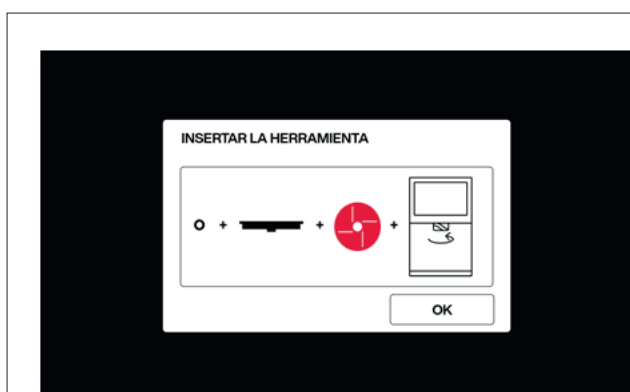 INSERTAR LA HERRAMIENTA
+ + +
OK